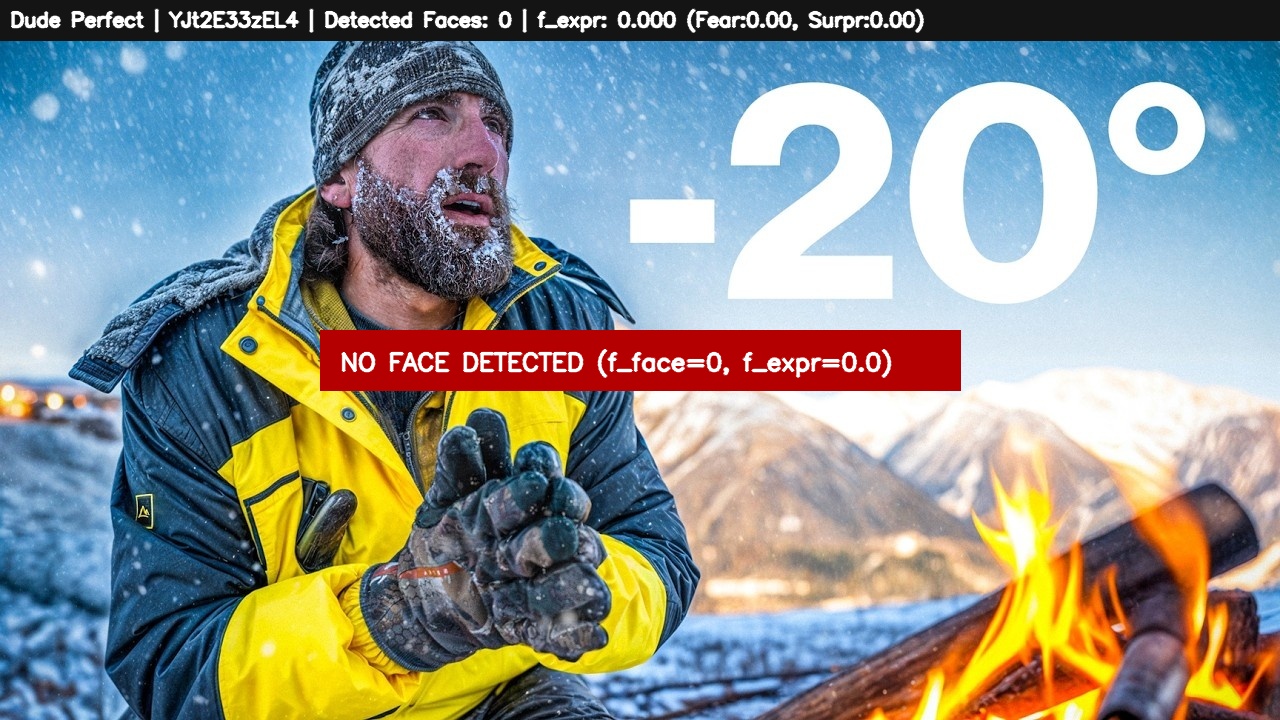 Dude Perfect | YJt2E33zEL4 | Detected Faces: 0 | f_expr: 0.000 (Fear:0.00, Surpr:0.00)
-20°
NO FACE DETECTED (f_face=0, f_expr=0.0)